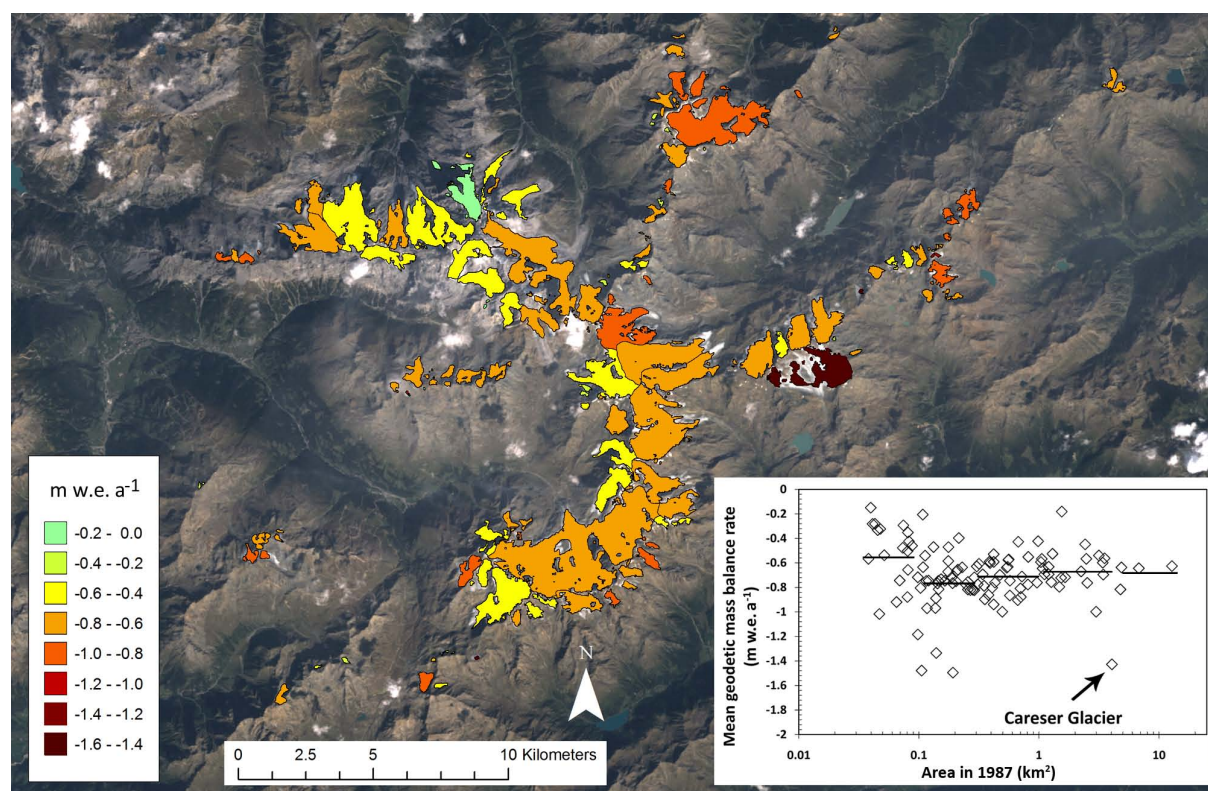 N
m w.e. a-1
-0.2 - 0.0
-0.4 - -0.2
-0.6 - -0.4
-0.8 - -0.6
-1.0 - -0.8
-1.2 - -1.0
-1.4 - -1.2
-1.6 - -1.4
0 2.5 5 10 Kilometers
Mean geodetic mass balance rate
(m w.e. a-1)
0
-0.2
-0.4
-0.6
-0.8
-1
-1.2
-1.4
-1.6
-1.8
-2
Careser Glacier
0.01 0.1 1 10
Area in 1987 (km2)